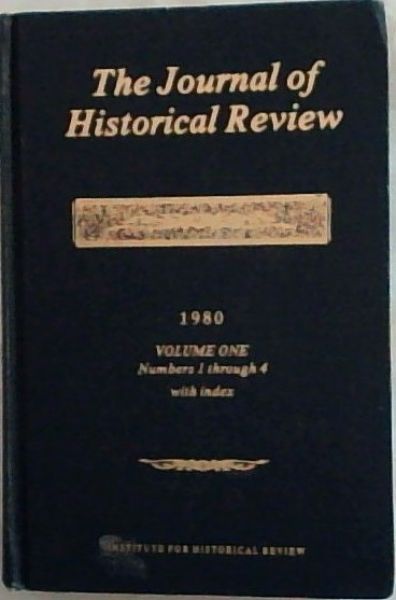 The Journal of
Historical Review
1980
VOLUME ONE
Numbers 1 through 4
with index
INSTITUTE FOR HISTORICAL REVIEW